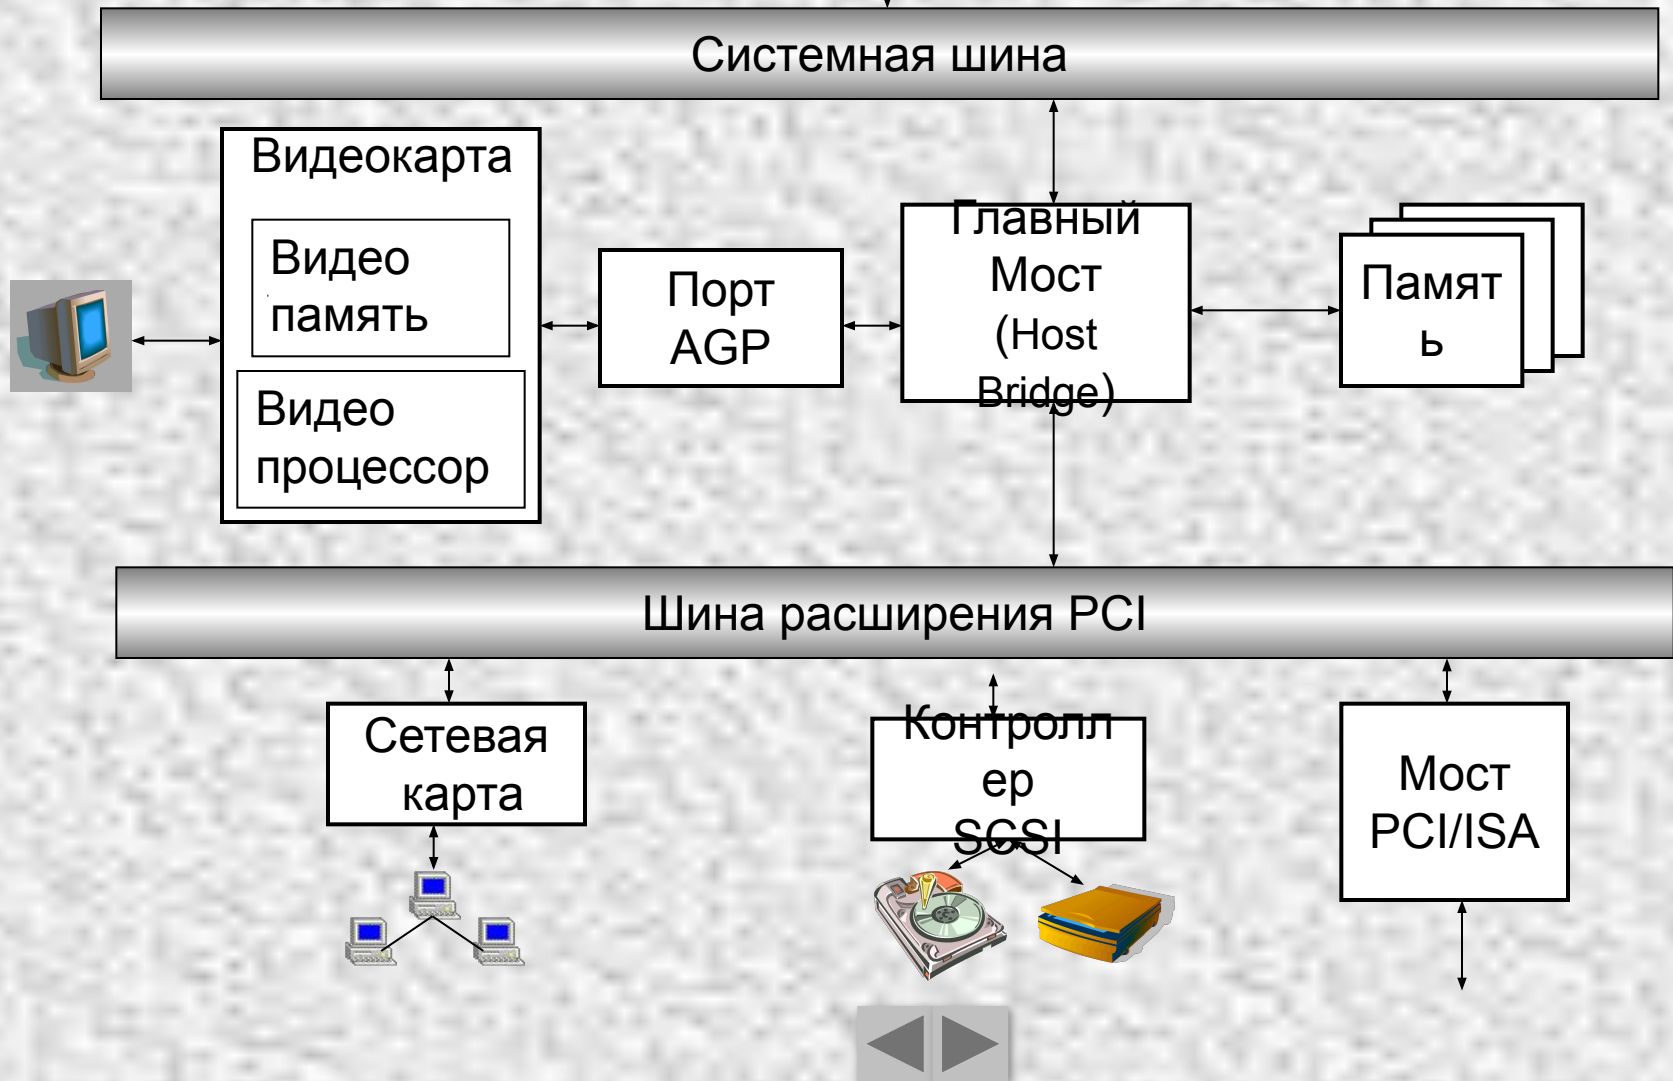 Системная шина
Видеокарта
Видео
память
Видео
процессор
Порт
AGP
Главный
Мост
(Host
Bridge)
Памят
ь
Шина расширения PCI
Сетевая
карта
Контролл
ер
SCSI
Мост
PCI/ISA